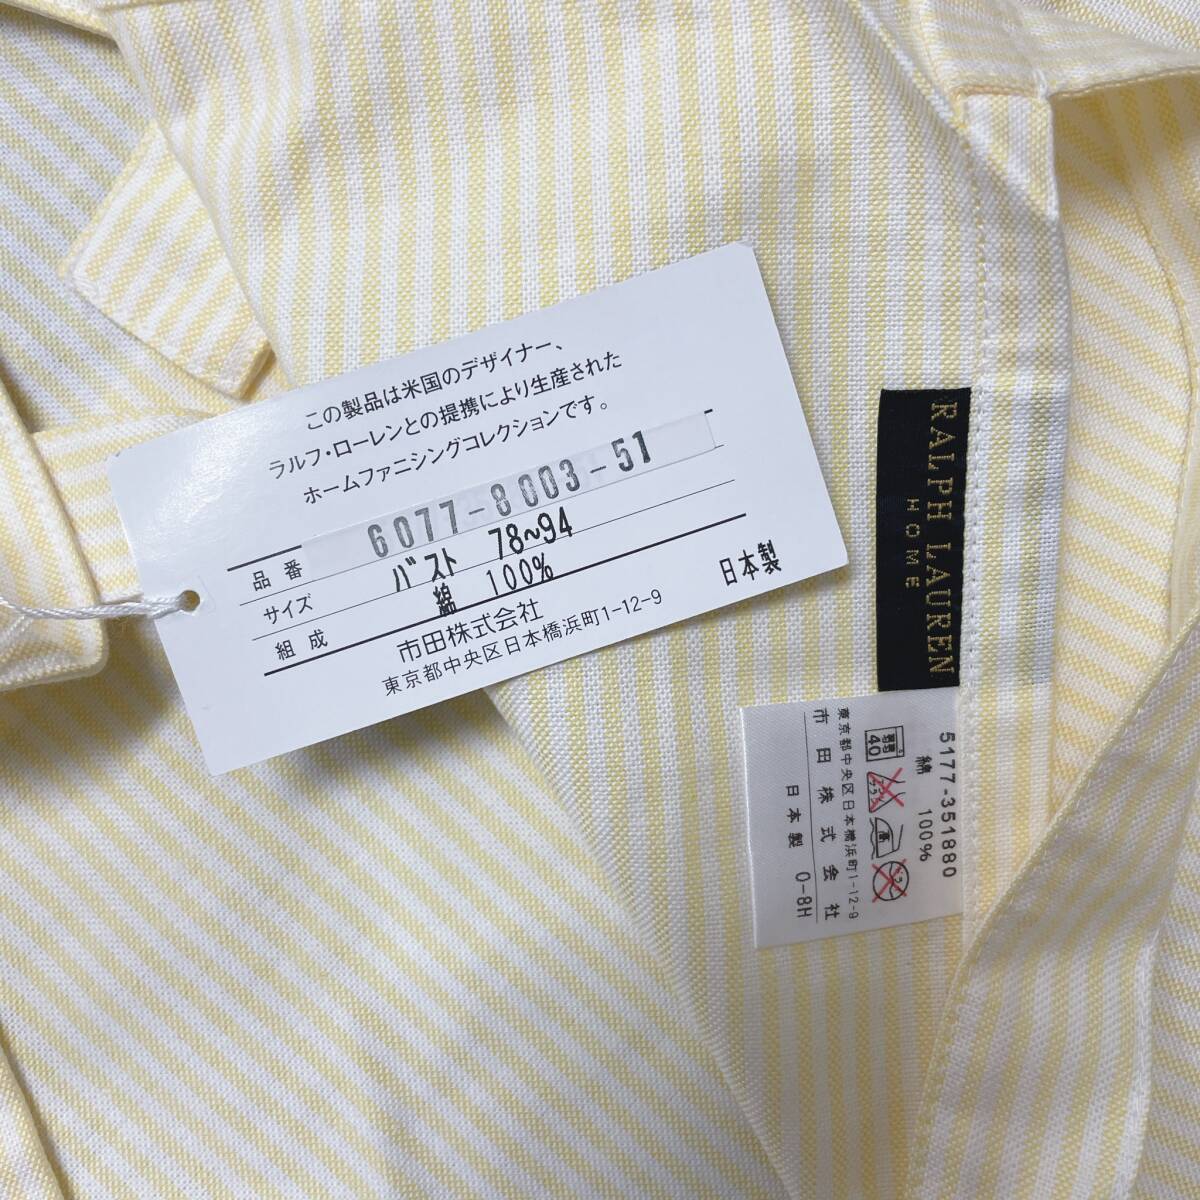 この製品は米国のデザイナー、
ラルフ・ローレンとの提携により生産された
ホームファニシングコレクションです。
品番 6077-8003-51
サイズ バスト 78~94
組成 綿 100%
市田株式会社 日本製
東京都中央区日本橋浜町1-12-9
RALPH LAUREN
HOME
5177-351880
綿 100%
40
東京都中央区日本橋浜町1-12-9
市田株式会社
日本製 0-8H